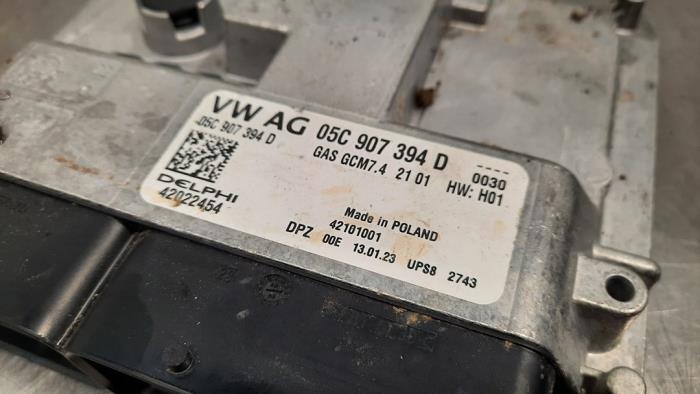 VW AG 05C 907 394 D ----
05C 907 394 D
GAS GCM7.4 21 01 HW: H01 0030
DELPHI
42022454
Made in POLAND
42101001
DPZ 00E 13.01.23 UPS8 2743